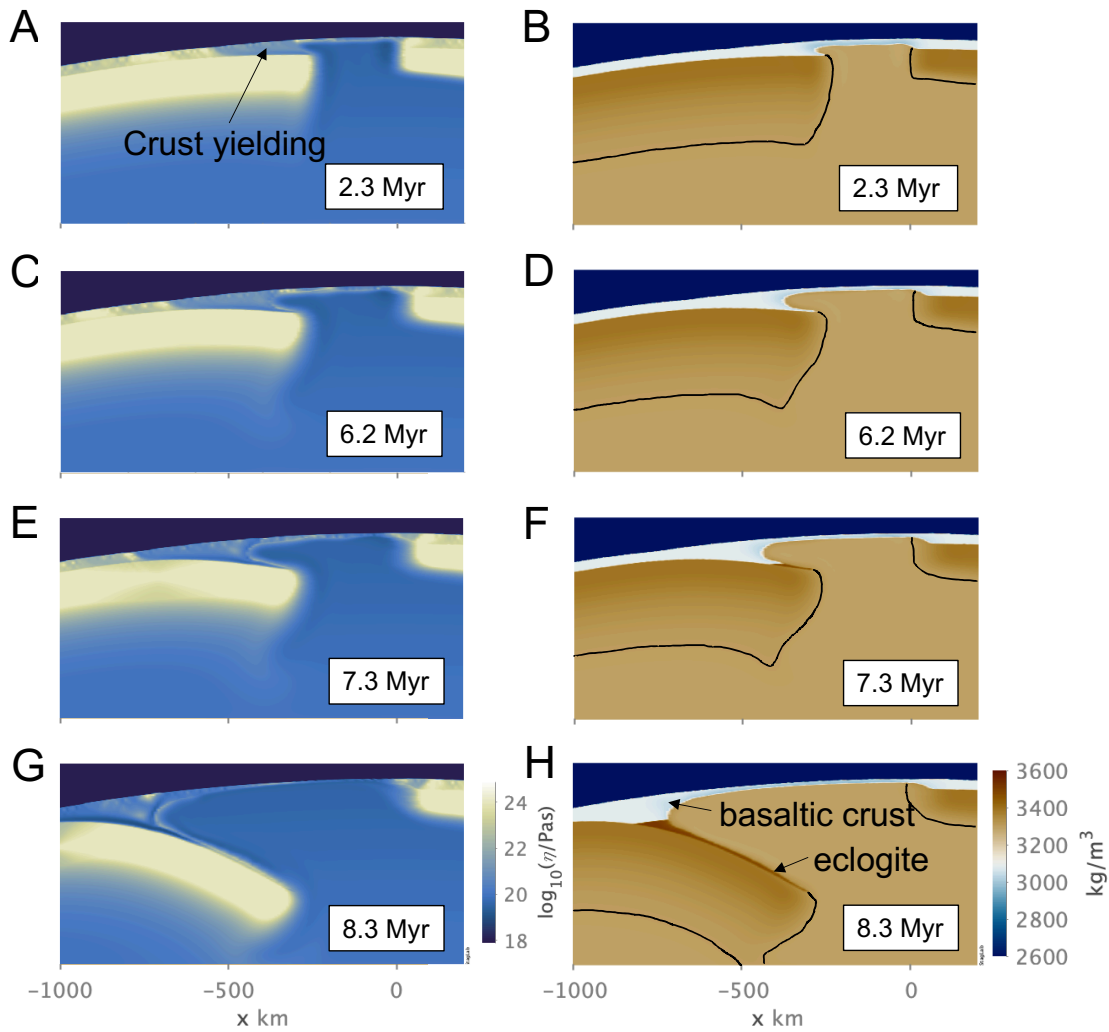 A
B
Crust yielding
2.3 Myr
2.3 Myr
C
D
6.2 Myr
6.2 Myr
E
F
7.3 Myr
7.3 Myr
G
H
24
22
20
18
log10(η/Pas)
3600
3400
3200
3000
2800
2600
kg/m³
basaltic crust
eclogite
8.3 Myr
8.3 Myr
StagLab
StagLab
−1000
−500
0
−1000
−500
0
x km
x km